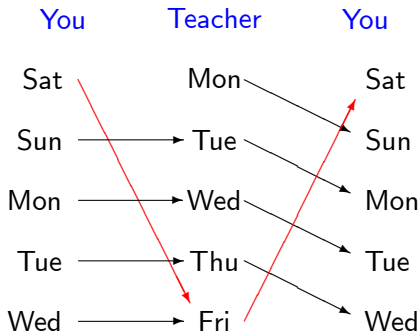 You Teacher You
Sat Mon Sat
Sun Tue Sun
Mon Wed Mon
Tue Thu Tue
Wed Fri Wed